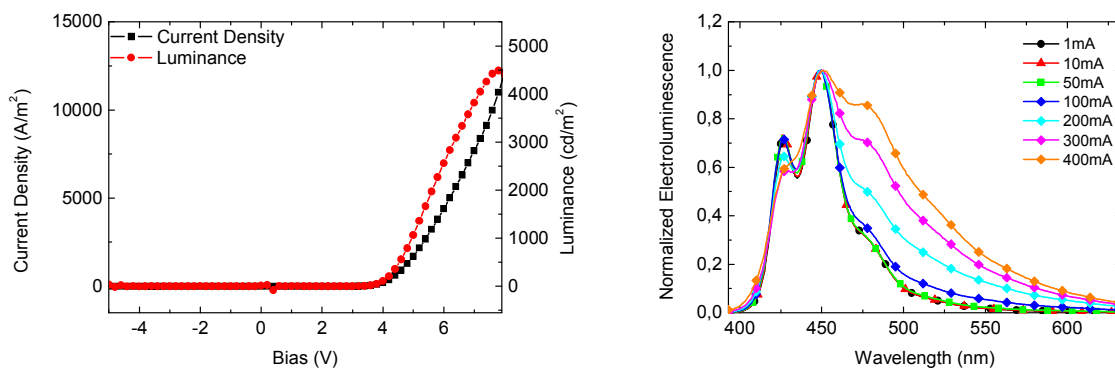 15000
10000
5000
0
Current Density (A/m²)
Current Density
Luminance
5000
4000
3000
2000
1000
0
Luminance (cd/m²)
-4 -2 0 2 4 6
Bias (V)
1,2
1,0
0,8
0,6
0,4
0,2
0,0
Normalized Electroluminescence
1mA
10mA
50mA
100mA
200mA
300mA
400mA
400 450 500 550 600
Wavelength (nm)